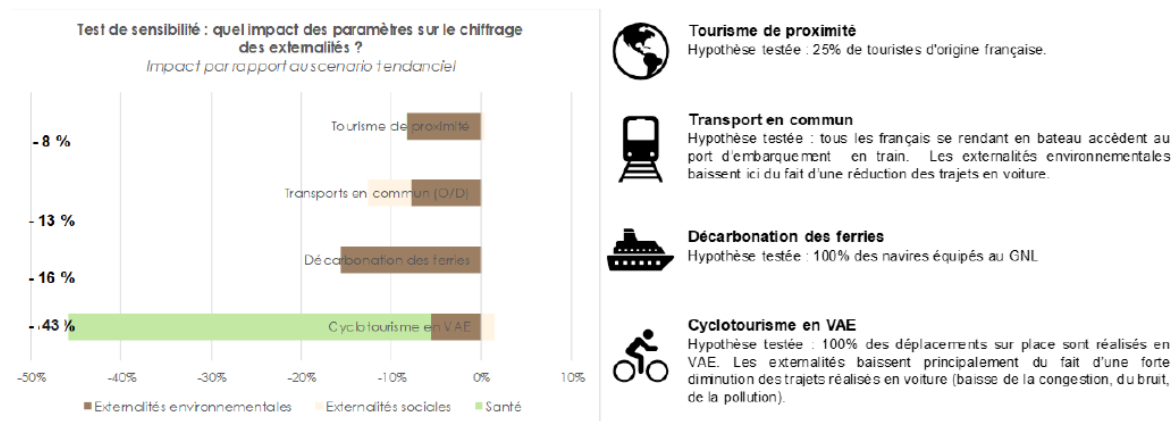 Test de sensibilité : quel impact des paramètres sur le chiffrage
des externalités ?
Impact par rapport au scenario tendanciel
Tourisme de proximité
- 8 %
Transports en commun (O/D)
- 13 %
Décarbonation des ferries
- 16 %
Cyclotourisme en VAE
- 43 %
-50% -40% -30% -20% -10% 0% 10%
Externalités environnementales Externalités sociales Santé
Tourisme de proximité
Hypothèse testée : 25% de touristes d'origine française.
Transport en commun
Hypothèse testée : tous les français se rendant en bateau accèdent au
port d'embarquement en train. Les externalités environnementales
baissent ici du fait d'une réduction des trajets en voiture.
Décarbonation des ferries
Hypothèse testée : 100% des navires équipés au GNL
Cyclotourisme en VAE
Hypothèse testée : 100% des déplacements sur place sont réalisés en
VAE. Les externalités baissent principalement du fait d'une forte
diminution des trajets réalisés en voiture (baisse de la congestion, du bruit,
de la pollution).